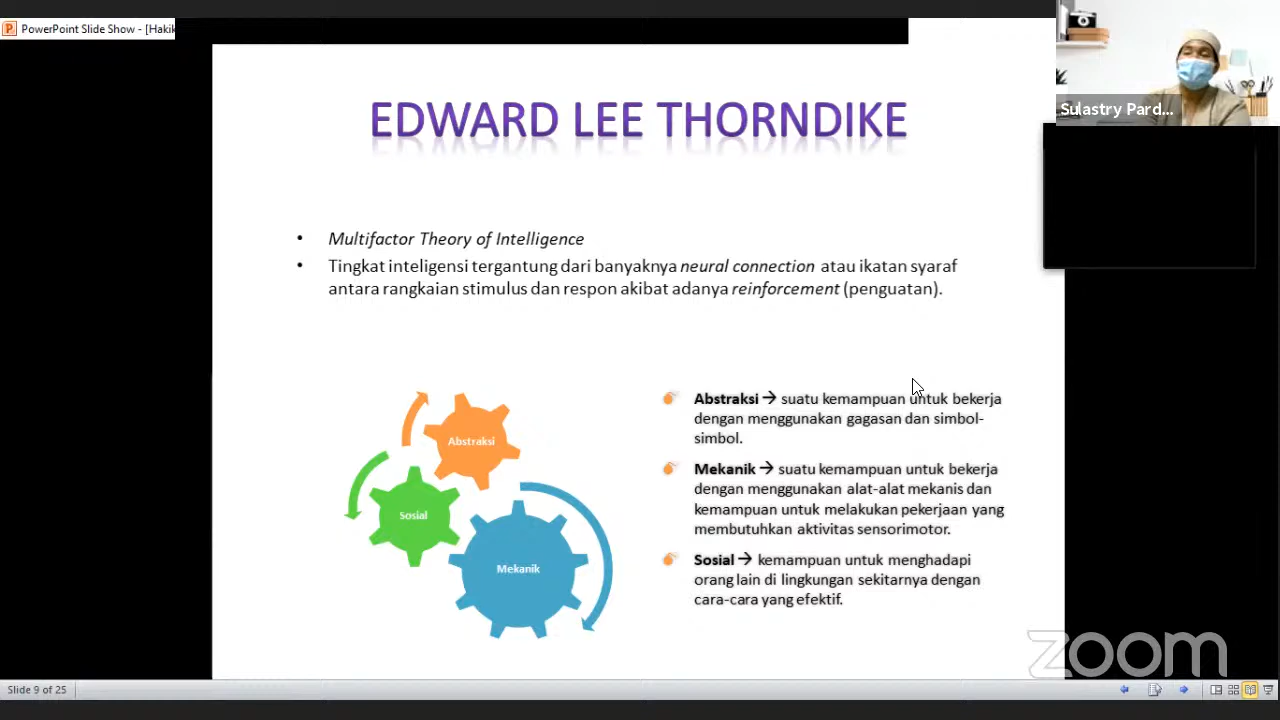 PowerPoint Slide Show - [Hakik
Sulastry Pard...
EDWARD LEE THORNDIKE
• Multifactor Theory of Intelligence
• Tingkat inteligensi tergantung dari banyaknya neural connection atau ikatan syaraf
antara rangkaian stimulus dan respon akibat adanya reinforcement (penguatan).
Abstraksi
Sosial
Mekanik
Abstraksi → suatu kemampuan untuk bekerja
dengan menggunakan gagasan dan simbol-
simbol.
Mekanik → suatu kemampuan untuk bekerja
dengan menggunakan alat-alat mekanis dan
kemampuan untuk melakukan pekerjaan yang
membutuhkan aktivitas sensorimotor.
Sosial → kemampuan untuk menghadapi
orang lain di lingkungan sekitarnya dengan
cara-cara yang efektif.
zoom
Slide 9 of 25